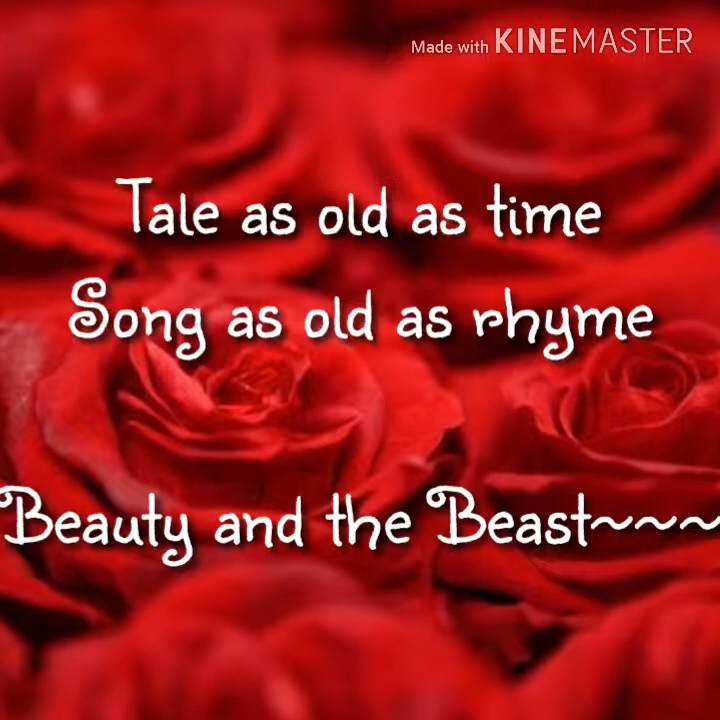 Made with KINEMASTER
Tale as old as time
Song as old as rhyme
Beauty and the Beast~~~~